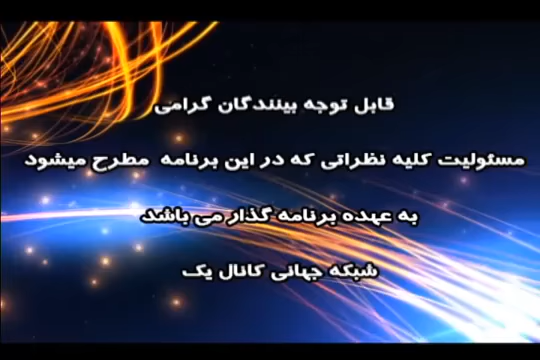 قابل توجه بینندگان گرامی
مسئولیت کلیه نظراتی که در این برنامه مطرح میشود
به عهده برنامه گذار می باشد
شبکه جهانی کانال یک